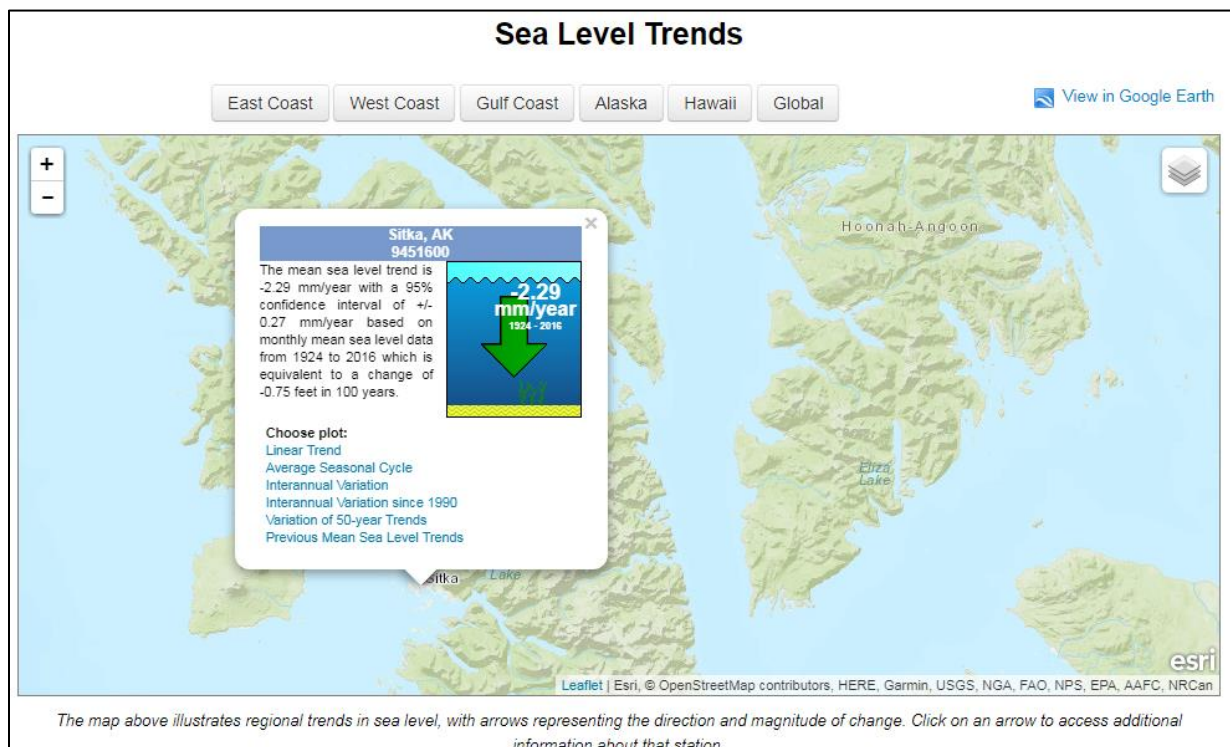 Sea Level Trends
East Coast
West Coast
Gulf Coast
Alaska
Hawaii
Global
View in Google Earth
+
−
Hoonah-Angoon
×
Sitka, AK
9451600
The mean sea level trend is
-2.29 mm/year with a 95%
confidence interval of +/-
0.27 mm/year based on
monthly mean sea level data
from 1924 to 2016 which is
equivalent to a change of
-0.75 feet in 100 years.
-2.29
mm/year
1924 - 2016
Choose plot:
Linear Trend
Average Seasonal Cycle
Interannual Variation
Interannual Variation since 1990
Variation of 50-year Trends
Previous Mean Sea Level Trends
Eliza
Lake
Sitka
Lake
esri
Leaflet | Esri, © OpenStreetMap contributors, HERE, Garmin, USGS, NGA, FAO, NPS, EPA, AAFC, NRCan
The map above illustrates regional trends in sea level, with arrows representing the direction and magnitude of change. Click on an arrow to access additional
information about that station